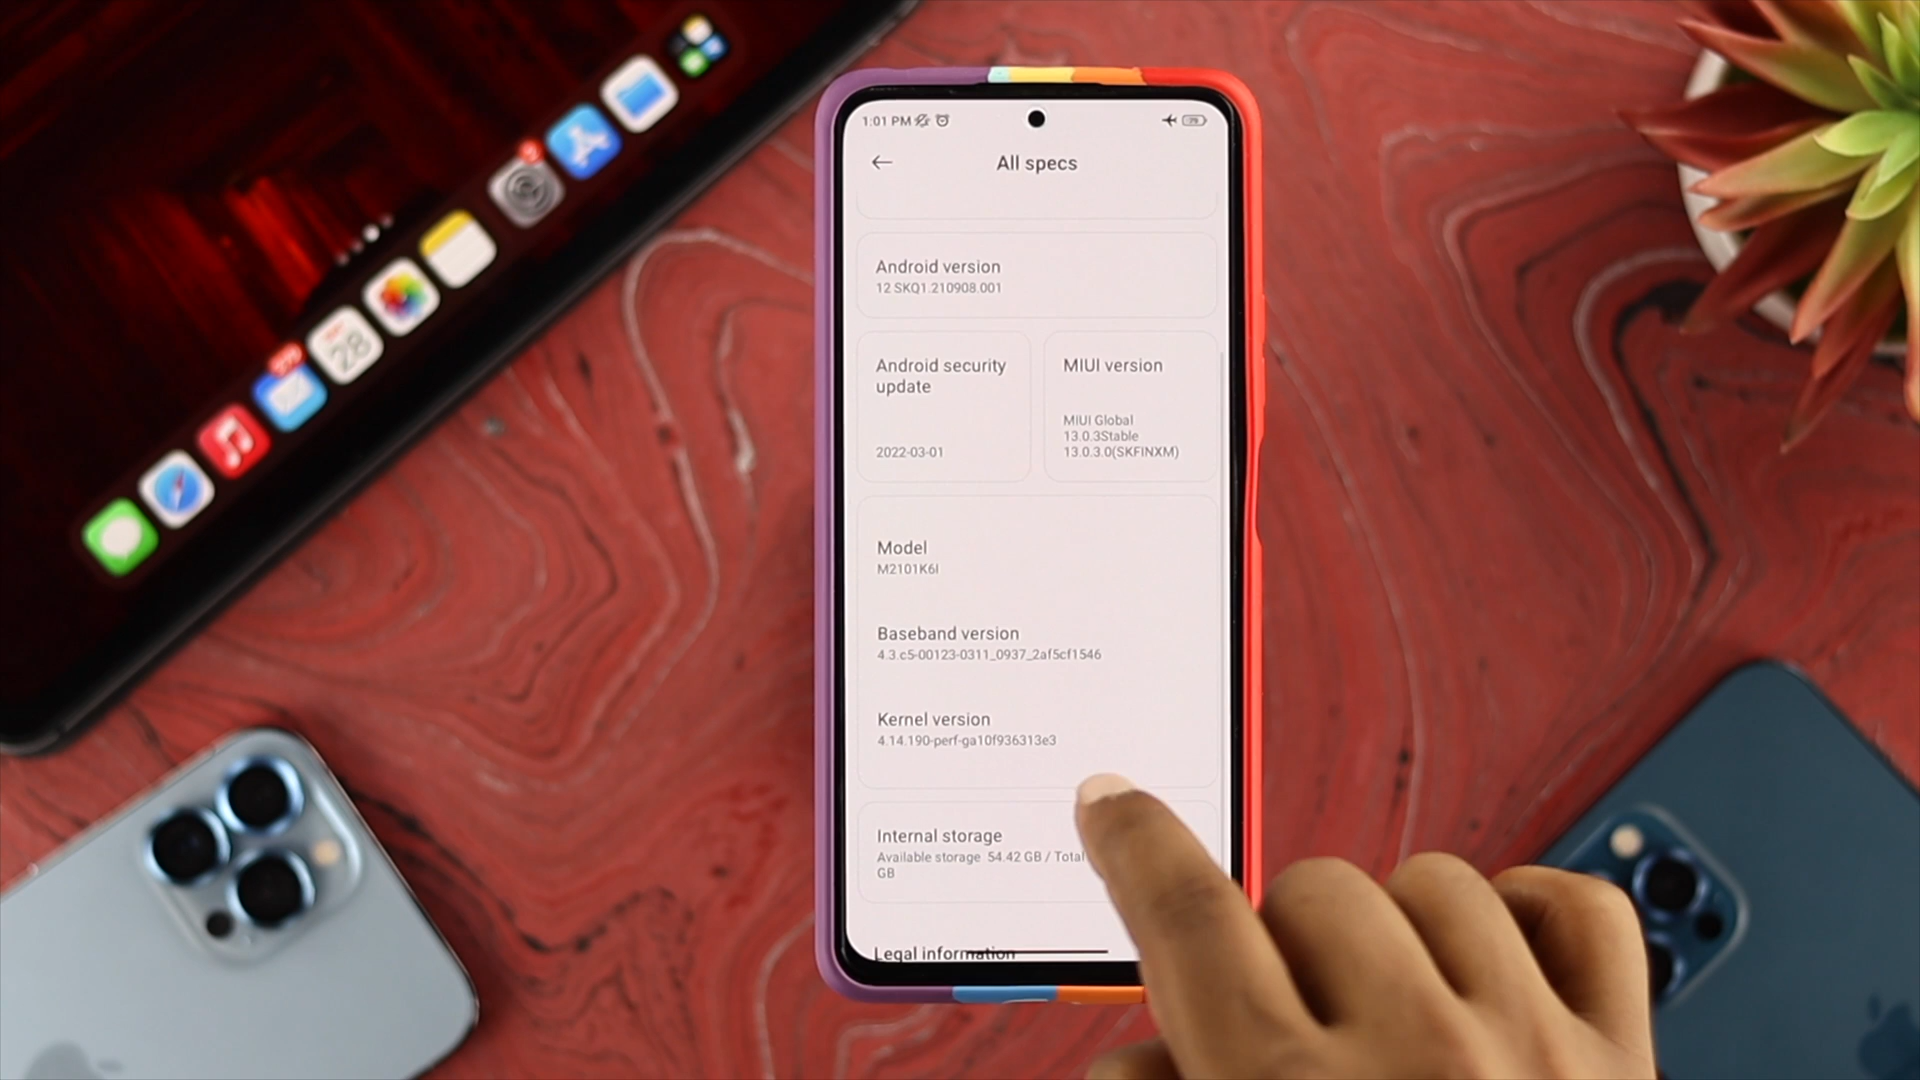 1:01 PM
79
All specs
Android version
12 SKQ1.210908.001
Android security
update
2022-03-01
MIUI version
MIUI Global
13.0.3Stable
13.0.3.0(SKFINXM)
Model
M2101K6I
Baseband version
4.3.c5-00123-0311_0937_2af5cf1546
Kernel version
4.14.190-perf-ga10f936313e3
Internal storage
Available storage 54.42 GB / Total
GB
Legal information
28